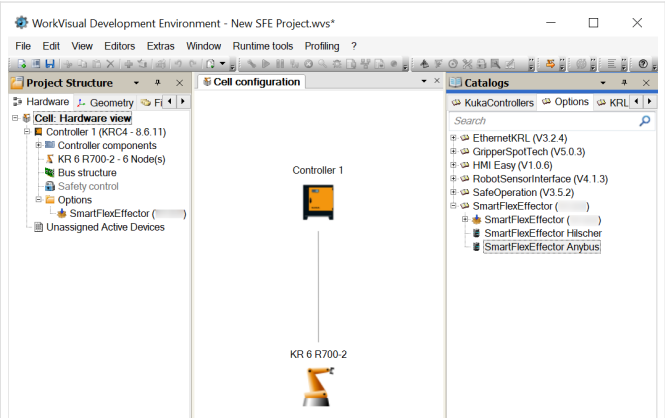 WorkVisual Development Environment - New SFE Project.wvs*
File Edit View Editors Extras Window Runtime tools Profiling ?
Project Structure
Hardware Geometry Fi
Cell: Hardware view
Controller 1 (KRC4 - 8.6.11)
Controller components
KR 6 R700-2 - 6 Node(s)
Bus structure
Safety control
Options
SmartFlexEffector ( )
Unassigned Active Devices
Cell configuration
Controller 1
KR 6 R700-2
Catalogs
KukaControllers Options KRL
Search
EthernetKRL (V3.2.4)
GripperSpotTech (V5.0.3)
HMI Easy (V1.0.6)
RobotSensorInterface (V4.1.3)
SafeOperation (V3.5.2)
SmartFlexEffector ( )
SmartFlexEffector ( )
SmartFlexEffector Hilscher
SmartFlexEffector Anybus